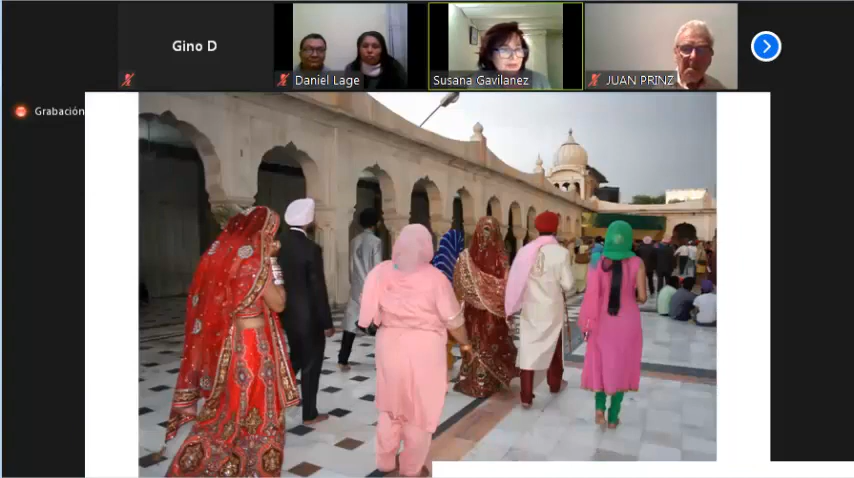 Gino D
Daniel Lage
Susana Gavilanez
JUAN PRINZ
Grabación